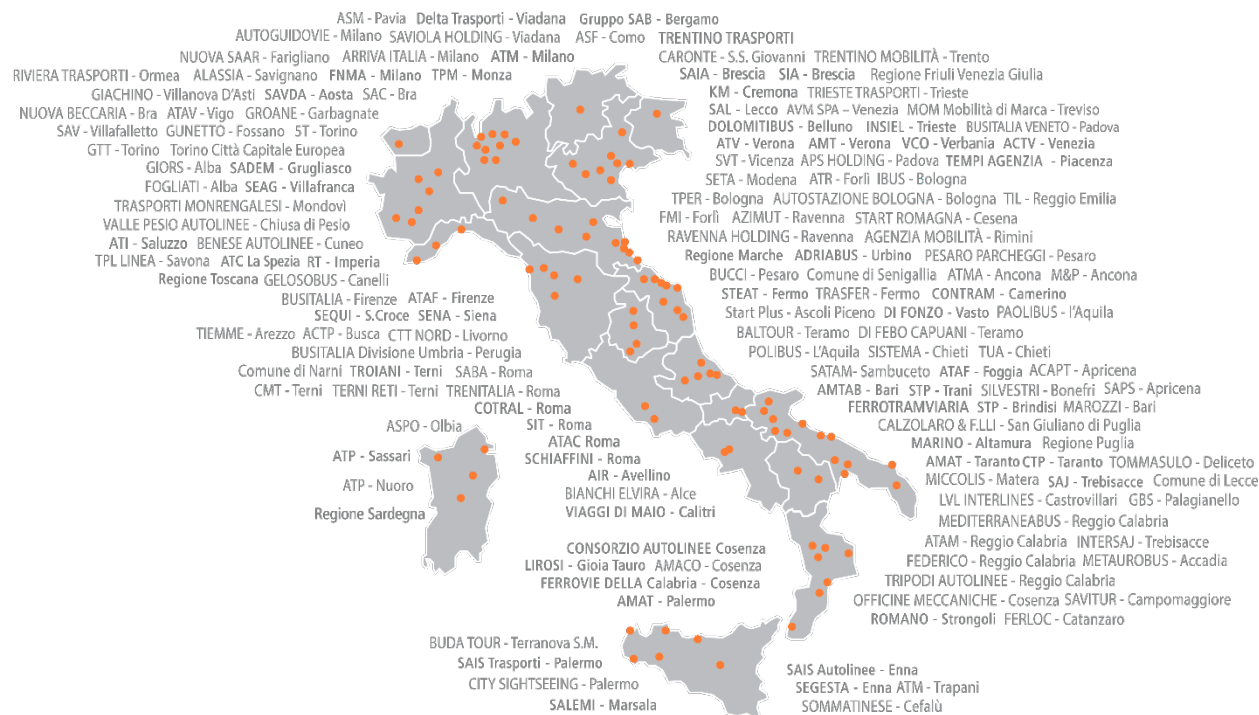 ASM - Pavia Delta Trasporti - Viadana Gruppo SAB - Bergamo
AUTOGUIDOVIE - Milano SAVIOLA HOLDING - Viadana ASF - Como TRENTINO TRASPORTI
NUOVA SAAR - Farigliano ARRIVA ITALIA - Milano ATM - Milano
RIVIERA TRASPORTI - Ormea ALASSIA - Savignano FNMA - Milano TPM - Monza
GIACHINO - Villanova D'Asti SAVDA - Aosta SAC - Bra
NUOVA BECCARIA - Bra ATAV - Vigo GROANE - Garbagnate
SAV - Villafalletto GUNETTO - Fossano 5T - Torino
GTT - Torino Torino Città Capitale Europea
GIORS - Alba SADEM - Grugliasco
FOGLIATI - Alba SEAG - Villafranca
TRASPORTI MONREGALESI - Mondovì
VALLE PESIO AUTOLINEE - Chiusa di Pesio
ATI - Saluzzo BENESE AUTOLINEE - Cuneo
TPL LINEA - Savona ATC La Spezia RT - Imperia
Regione Toscana GELOSOBUS - Canelli
BUSITALIA - Firenze ATAF - Firenze
SEQUI - S.Croce SENA - Siena
TIEMME - Arezzo ACTP - Busca CTT NORD - Livorno
BUSITALIA Divisione Umbria - Perugia
Comune di Narni TROIANI - Terni SABA - Roma
CMT - Terni TERNI RETI - Terni TRENITALIA - Roma
COTRAL - Roma
SIT - Roma
ATAC Roma
SCHIAFFINI - Roma
AIR - Avellino
BIANCHI ELVIRA - Alce
VIAGGI DI MAIO - Calitri
ASPO - Olbia
ATP - Sassari
ATP - Nuoro
Regione Sardegna
CONSORZIO AUTOLINEE Cosenza
LIROSI - Gioia Tauro AMACO - Cosenza
FERROVIE DELLA Calabria - Cosenza
AMAT - Palermo
BUDA TOUR - Terranova S.M.
SAIS Trasporti - Palermo
CITY SIGHTSEEING - Palermo
SALEMI - Marsala
CARONTE - S.S. Giovanni TRENTINO MOBILITÀ - Trento
SAIA - Brescia SIA - Brescia Regione Friuli Venezia Giulia
KM - Cremona TRIESTE TRASPORTI - Trieste
SAL - Lecco AVM SPA – Venezia MOM Mobilità di Marca - Treviso
DOLOMITIBUS - Belluno INSIEL - Trieste BUSITALIA VENETO - Padova
ATV - Verona AMT - Verona VCO - Verbania ACTV - Venezia
SVT - Vicenza APS HOLDING - Padova TEMPI AGENZIA - Piacenza
SETA - Modena ATR - Forlì IBUS - Bologna
TPER - Bologna AUTOSTAZIONE BOLOGNA - Bologna TIL - Reggio Emilia
FMI - Forlì AZIMUT - Ravenna START ROMAGNA - Cesena
RAVENNA HOLDING - Ravenna AGENZIA MOBILITÀ - Rimini
Regione Marche ADRIABUS - Urbino PESARO PARCHEGGI - Pesaro
BUCCI - Pesaro Comune di Senigallia ATMA - Ancona M&P - Ancona
STEAT - Fermo TRASFER - Fermo CONTRAM - Camerino
Start Plus - Ascoli Piceno DI FONZO - Vasto PAOLIBUS - l'Aquila
BALTOUR - Teramo DI FEBO CAPUANI - Teramo
POLIBUS - L'Aquila SISTEMA - Chieti TUA - Chieti
SATAM- Sambuceto ATAF - Foggia ACAPT - Apricena
AMTAB - Bari STP - Trani SILVESTRI - Bonefri SAPS - Apricena
FERROTRAMVIARIA STP - Brindisi MAROZZI - Bari
CALZOLARO & F.LLI - San Giuliano di Puglia
MARINO - Altamura Regione Puglia
AMAT - Taranto CTP - Taranto TOMMASULO - Deliceto
MICCOLIS - Matera SAJ - Trebisacce Comune di Lecce
LVL INTERLINES - Castrovillari GBS - Palagianello
MEDITERRANEABUS - Reggio Calabria
ATAM - Reggio Calabria INTERSAJ - Trebisacce
FEDERICO - Reggio Calabria METAUROBUS - Accadia
TRIPODI AUTOLINEE - Reggio Calabria
OFFICINE MECCANICHE - Cosenza SAVITUR - Campomaggiore
ROMANO - Strongoli FERLOC - Catanzaro
SAIS Autolinee - Enna
SEGESTA - Enna ATM - Trapani
SOMMATINESE - Cefalù